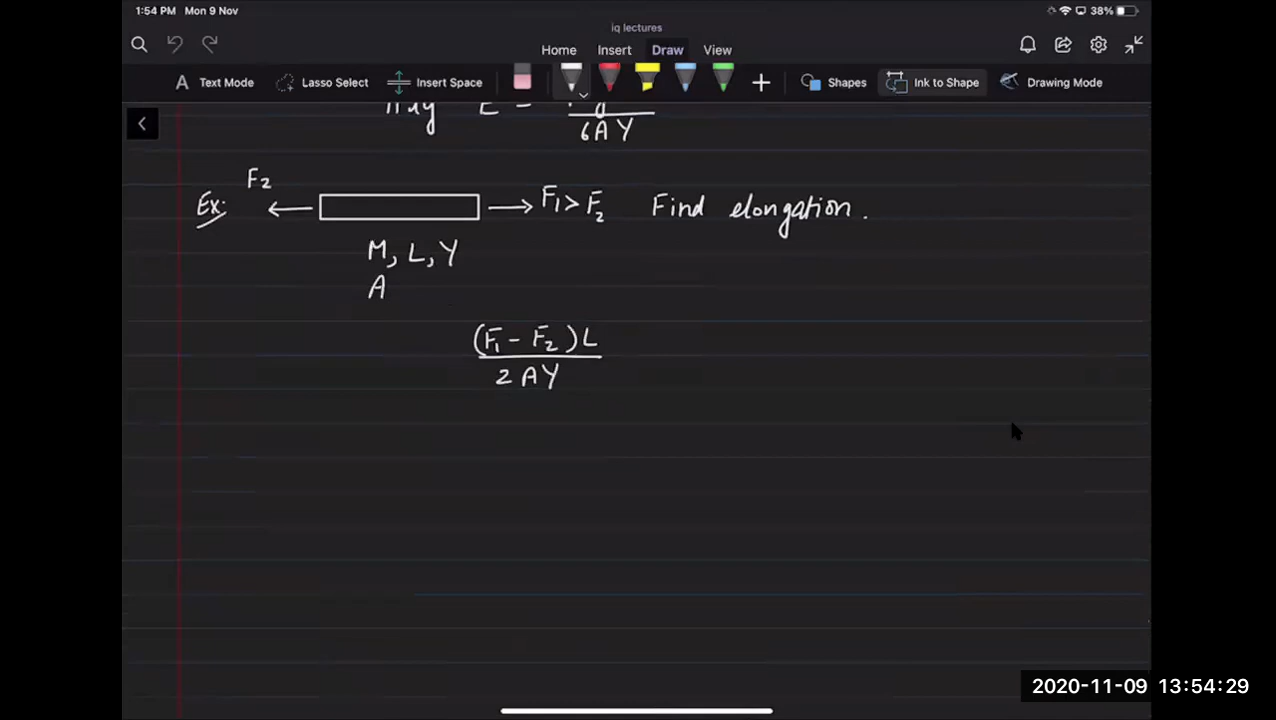 1:54 PM Mon 9 Nov
38%
iq lectures
Home Insert Draw View
Text Mode Lasso Select Insert Space Shapes Ink to Shape Drawing Mode
6AY
Ex: F₂ F₁ > F₂ Find elongation.
M, L, Y
A
(F₁ - F₂) L
2 AY
2020-11-09 13:54:29